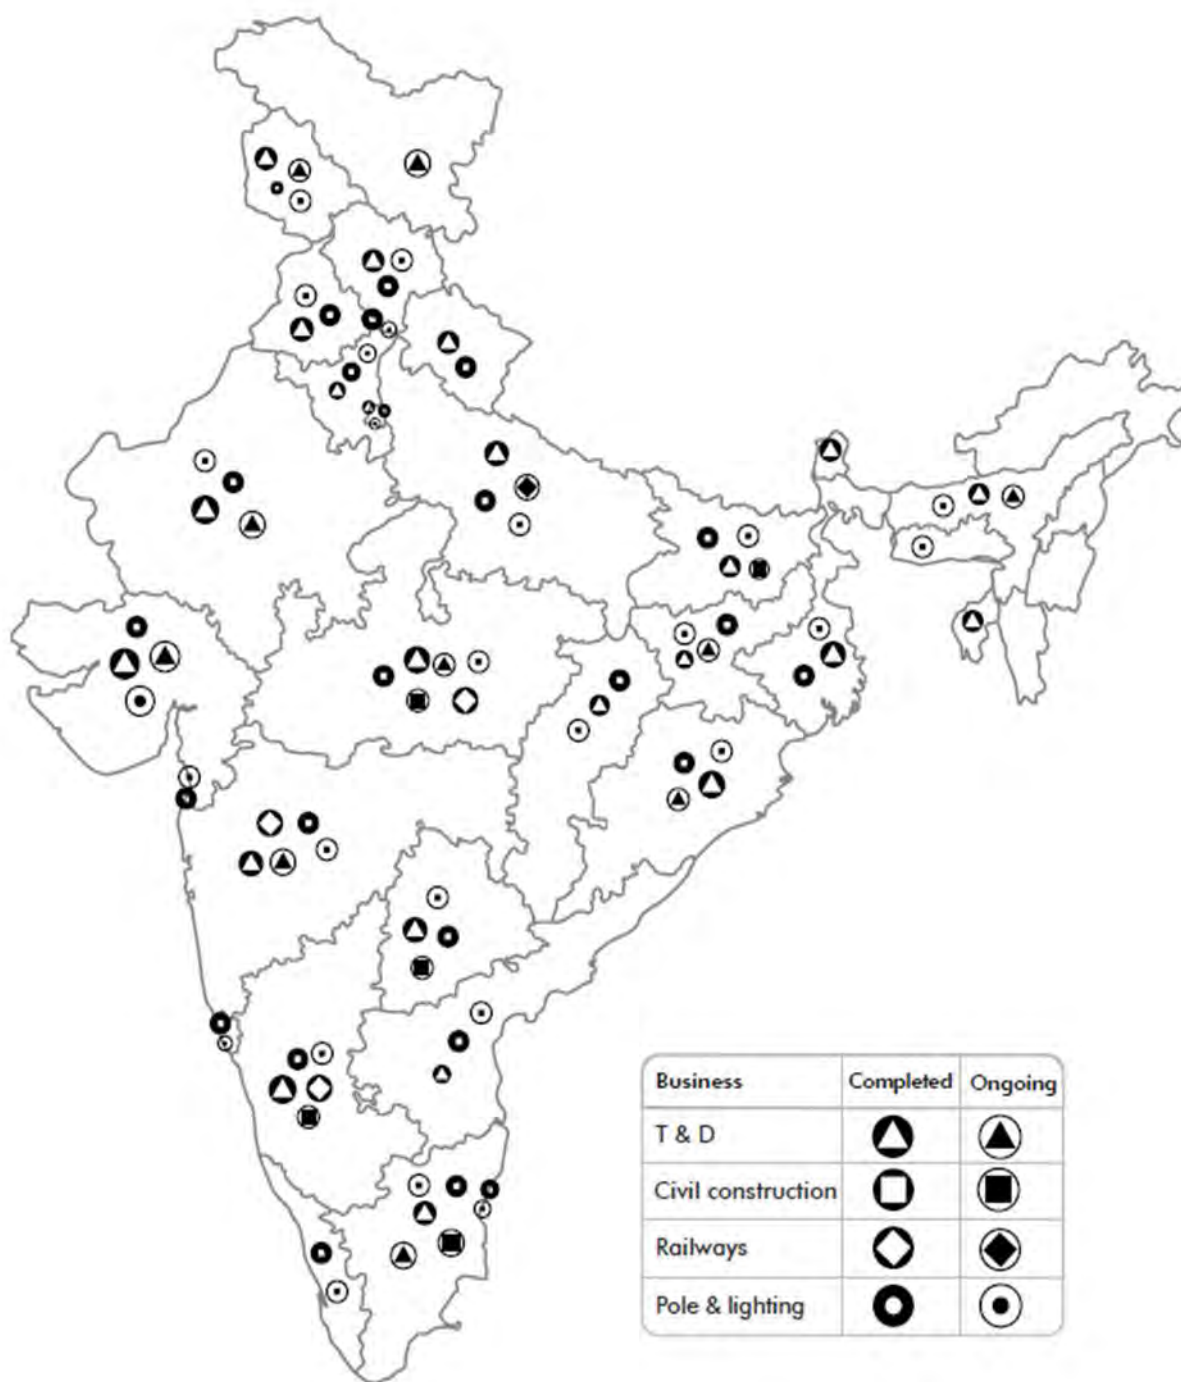 Business Completed Ongoing
T & D
Civil construction
Railways
Pole & lighting